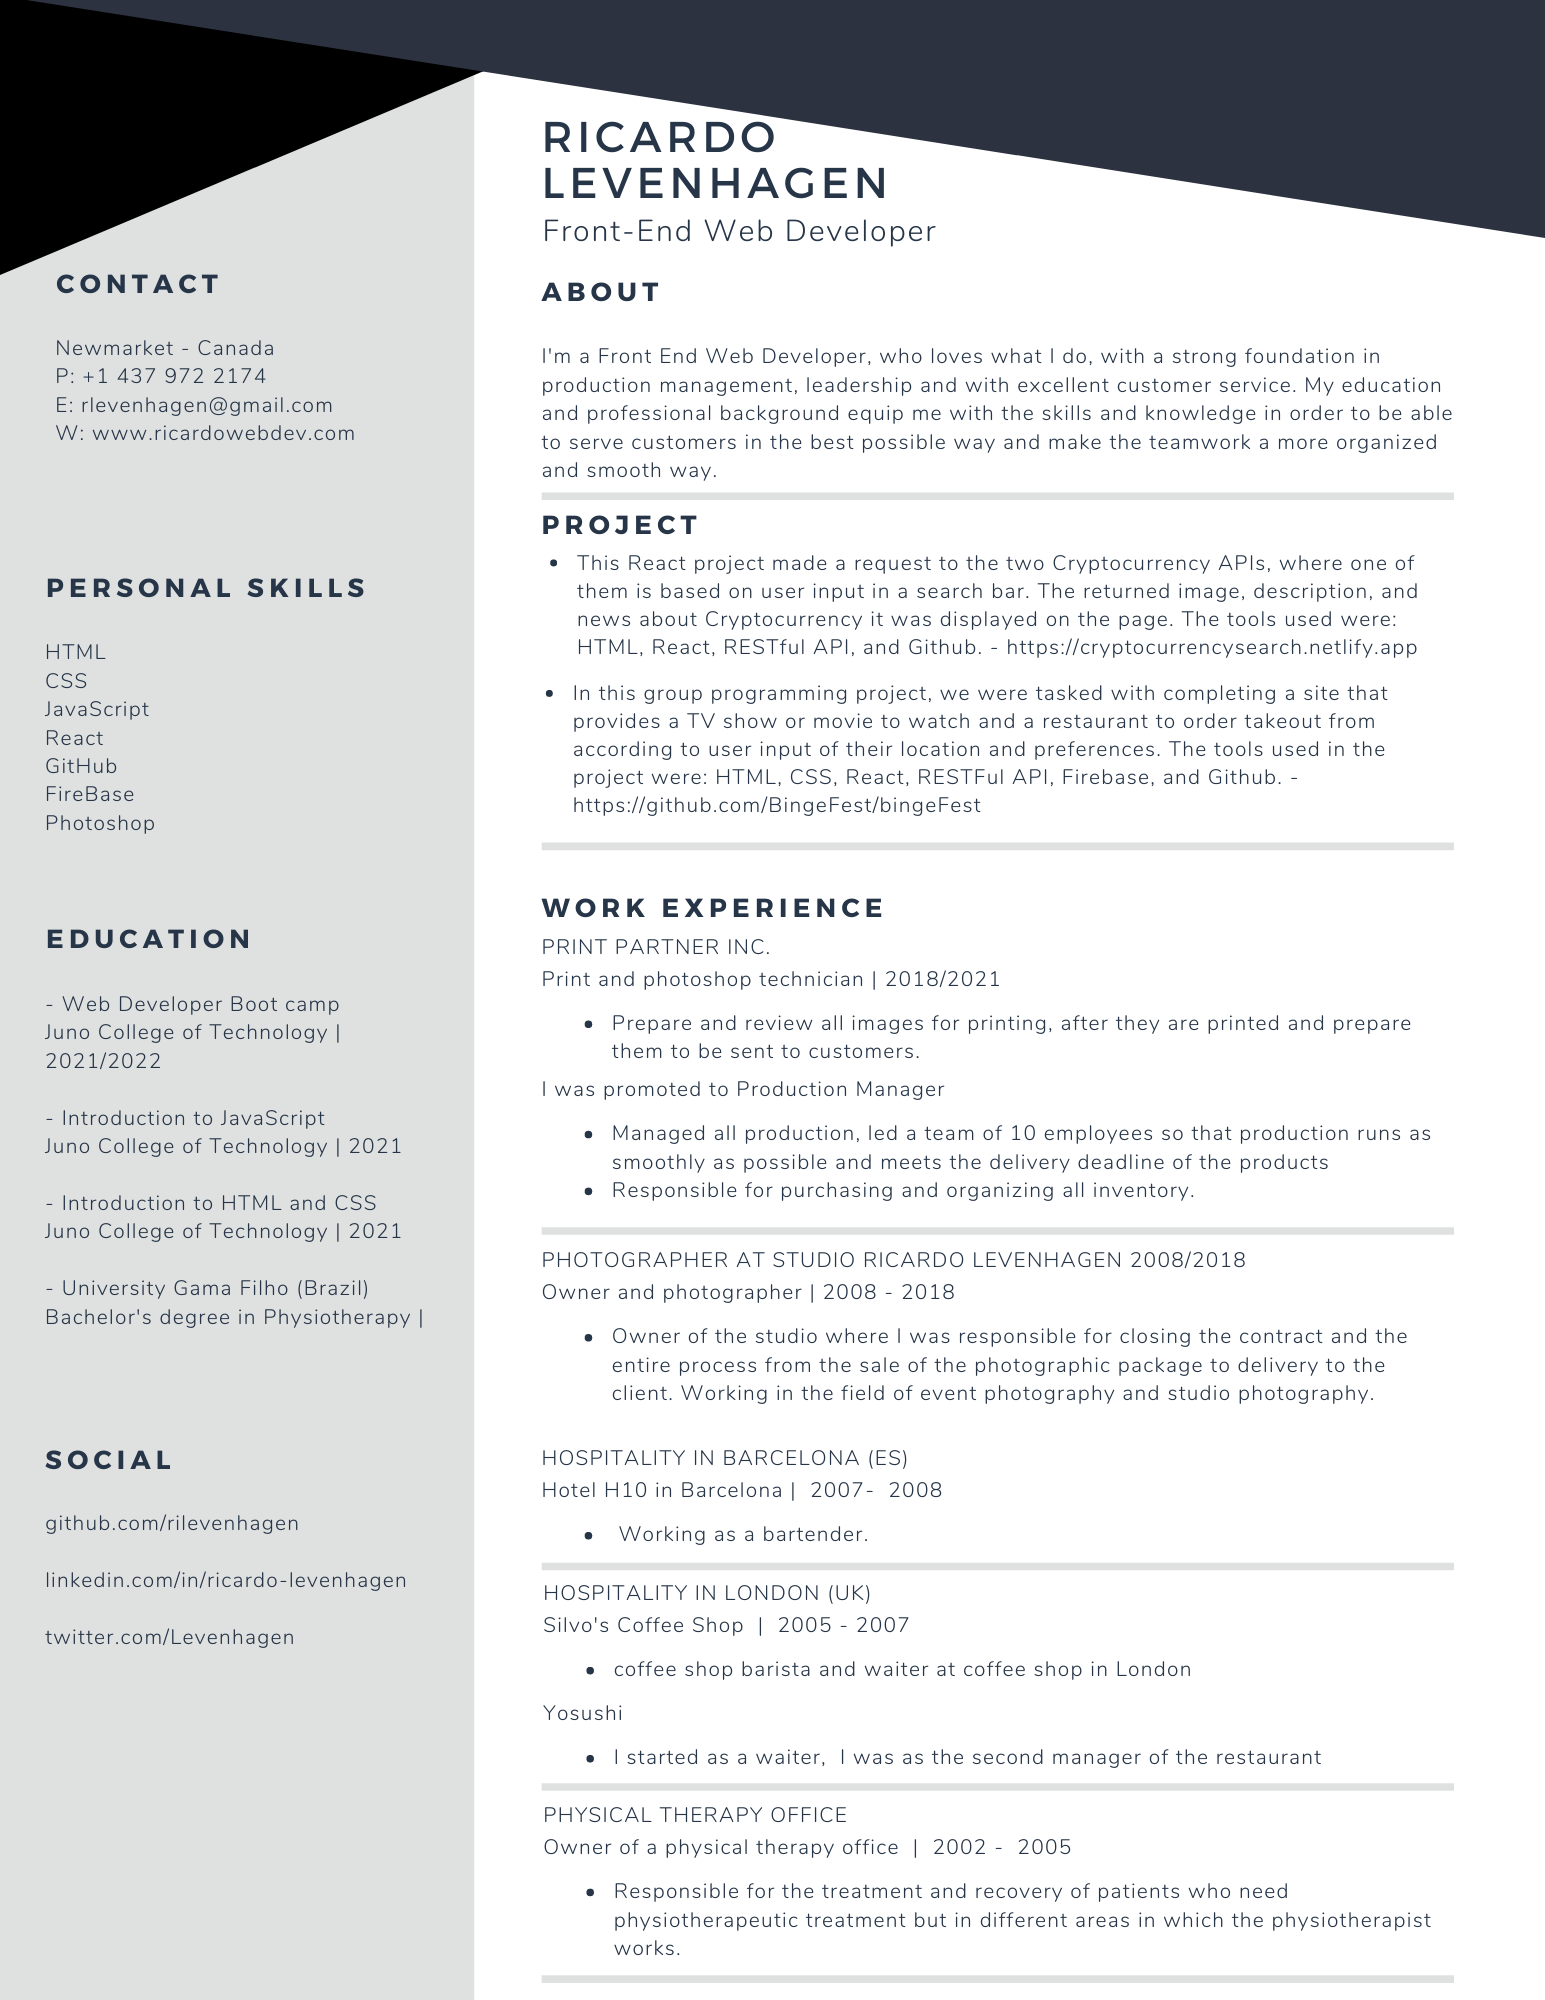 RICARDO
LEVENHAGEN
Front-End Web Developer
CONTACT
Newmarket - Canada
P: +1 437 972 2174
E: rlevenhagen@gmail.com
W: www.ricardowebdev.com
PERSONAL SKILLS
HTML
CSS
JavaScript
React
GitHub
FireBase
Photoshop
EDUCATION
- Web Developer Boot camp
Juno College of Technology |
2021/2022
- Introduction to JavaScript
Juno College of Technology | 2021
- Introduction to HTML and CSS
Juno College of Technology | 2021
- University Gama Filho (Brazil)
Bachelor's degree in Physiotherapy |
SOCIAL
github.com/rilevenhagen
linkedin.com/in/ricardo-levenhagen
twitter.com/Levenhagen
ABOUT
I'm a Front End Web Developer, who loves what I do, with a strong foundation in
production management, leadership and with excellent customer service. My education
and professional background equip me with the skills and knowledge in order to be able
to serve customers in the best possible way and make the teamwork a more organized
and smooth way.
PROJECT
• This React project made a request to the two Cryptocurrency APIs, where one of
them is based on user input in a search bar. The returned image, description, and
news about Cryptocurrency it was displayed on the page. The tools used were:
HTML, React, RESTful API, and Github. - https://cryptocurrencysearch.netlify.app
• In this group programming project, we were tasked with completing a site that
provides a TV show or movie to watch and a restaurant to order takeout from
according to user input of their location and preferences. The tools used in the
project were: HTML, CSS, React, RESTFul API, Firebase, and Github. -
https://github.com/BingeFest/bingeFest
WORK EXPERIENCE
PRINT PARTNER INC.
Print and photoshop technician | 2018/2021
• Prepare and review all images for printing, after they are printed and prepare
them to be sent to customers.
I was promoted to Production Manager
• Managed all production, led a team of 10 employees so that production runs as
smoothly as possible and meets the delivery deadline of the products
• Responsible for purchasing and organizing all inventory.
PHOTOGRAPHER AT STUDIO RICARDO LEVENHAGEN 2008/2018
Owner and photographer | 2008 - 2018
• Owner of the studio where I was responsible for closing the contract and the
entire process from the sale of the photographic package to delivery to the
client. Working in the field of event photography and studio photography.
HOSPITALITY IN BARCELONA (ES)
Hotel H10 in Barcelona | 2007- 2008
• Working as a bartender.
HOSPITALITY IN LONDON (UK)
Silvo's Coffee Shop | 2005 - 2007
• coffee shop barista and waiter at coffee shop in London
Yosushi
• I started as a waiter, I was as the second manager of the restaurant
PHYSICAL THERAPY OFFICE
Owner of a physical therapy office | 2002 - 2005
• Responsible for the treatment and recovery of patients who need
physiotherapeutic treatment but in different areas in which the physiotherapist
works.